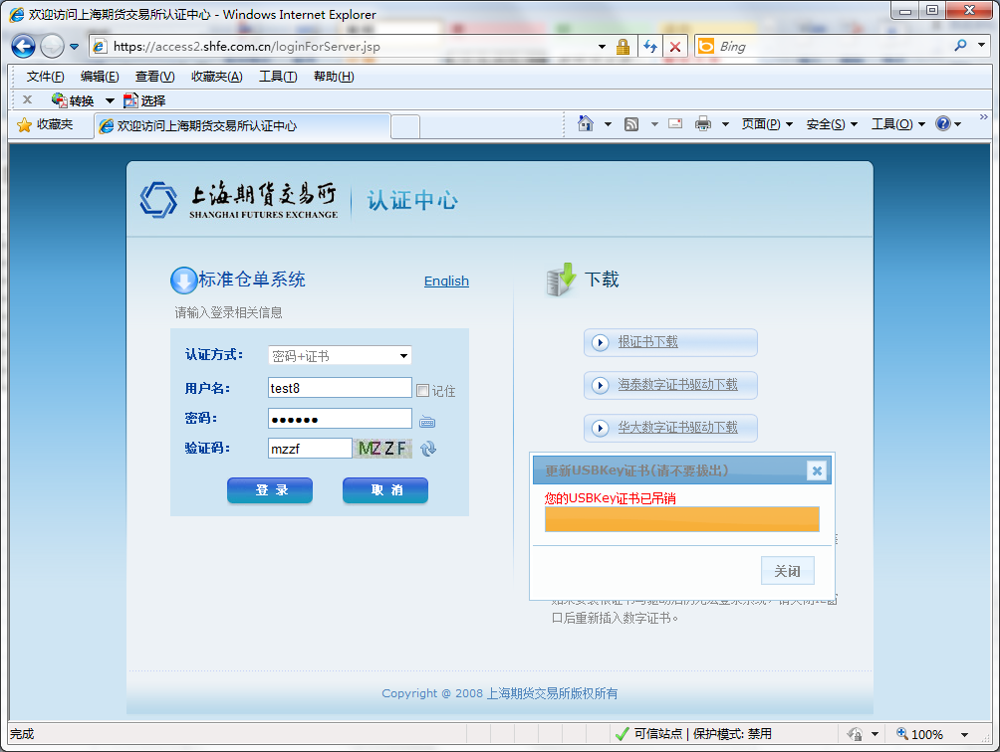 欢迎访问上海期货交易所认证中心 - Windows Internet Explorer
https://access2.shfe.com.cn/loginForServer.jsp
Bing
文件(F) 编辑(E) 查看(V) 收藏夹(A) 工具(T) 帮助(H)
转换 选择
收藏夹 欢迎访问上海期货交易所认证中心 页面(P) 安全(S) 工具(O)
上海期货交易所
SHANGHAI FUTURES EXCHANGE
认证中心
标准仓单系统 English
请输入登录相关信息
认证方式: 密码+证书
用户名: test8 记住
密码: ●●●●●●
验证码: mzzf MZZF
登 录 取 消
下载
根证书下载
海泰数字证书驱动下载
华大数字证书驱动下载
更新USBKey证书(请不要拔出)
您的USBKey证书已吊销
关闭
口后重新插入数字证书。
Copyright @ 2008 上海期货交易所版权所有
完成 可信站点 | 保护模式: 禁用 100%